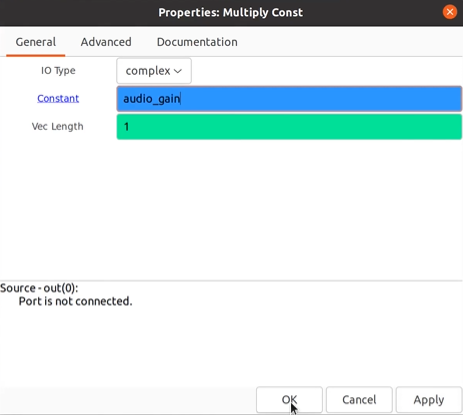 Properties: Multiply Const
General Advanced Documentation
IO Type complex
Constant audio_gain
Vec Length 1
Source - out(0):
Port is not connected.
OK Cancel Apply